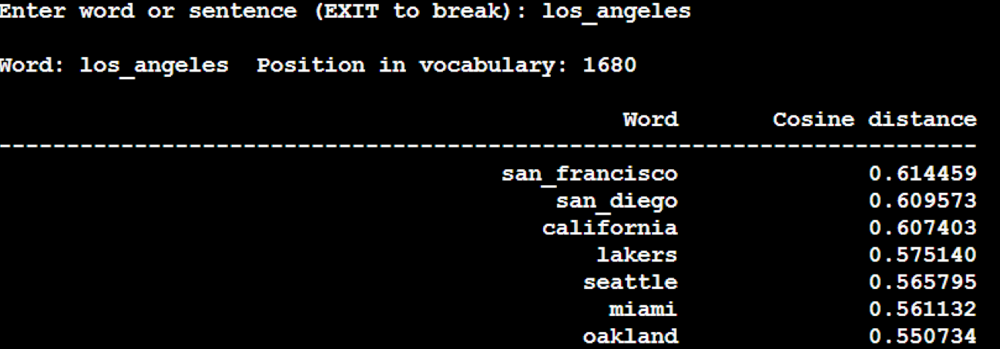 Enter word or sentence (EXIT to break): los_angeles
Word: los_angeles  Position in vocabulary: 1680
Word Cosine distance
------------------------------------------------------------------------
san_francisco 0.614459
san_diego 0.609573
california 0.607403
lakers 0.575140
seattle 0.565795
miami 0.561132
oakland 0.550734